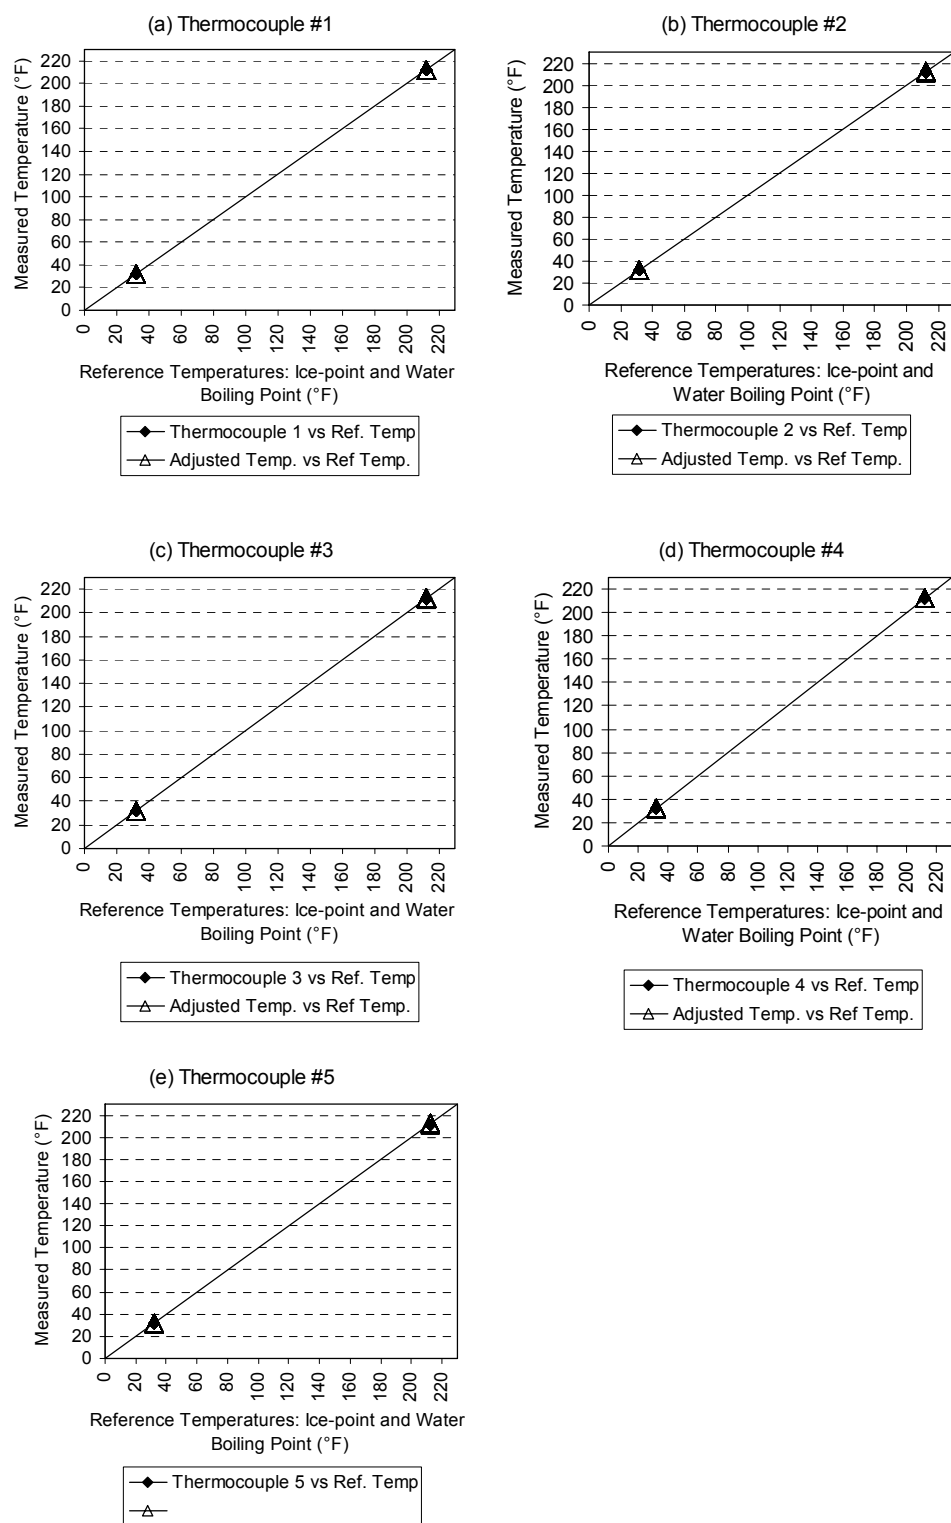 (a) Thermocouple #1
Measured Temperature (°F)
220
200
180
160
140
120
100
80
60
40
20
0
0 20 40 60 80 100 120 140 160 180 200 220
Reference Temperatures: Ice-point and Water
Boiling Point (°F)
Thermocouple 1 vs Ref. Temp
Adjusted Temp. vs Ref Temp.
(b) Thermocouple #2
Measured Temperature (°F)
220
200
180
160
140
120
100
80
60
40
20
0
0 20 40 60 80 100 120 140 160 180 200 220
Reference Temperatures: Ice-point and
Water Boiling Point (°F)
Thermocouple 2 vs Ref. Temp
Adjusted Temp. vs Ref Temp.
(c) Thermocouple #3
Measured Temperature (°F)
220
200
180
160
140
120
100
80
60
40
20
0
0 20 40 60 80 100 120 140 160 180 200 220
Reference Temperatures: Ice-point and Water
Boiling Point (°F)
Thermocouple 3 vs Ref. Temp
Adjusted Temp. vs Ref Temp.
(d) Thermocouple #4
Measured Temperature (°F)
220
200
180
160
140
120
100
80
60
40
20
0
0 20 40 60 80 100 120 140 160 180 200 220
Reference Temperatures: Ice-point and
Water Boiling Point (°F)
Thermocouple 4 vs Ref. Temp
Adjusted Temp. vs Ref Temp.
(e) Thermocouple #5
Measured Temperature (°F)
220
200
180
160
140
120
100
80
60
40
20
0
0 20 40 60 80 100 120 140 160 180 200 220
Reference Temperatures: Ice-point and Water
Boiling Point (°F)
Thermocouple 5 vs Ref. Temp